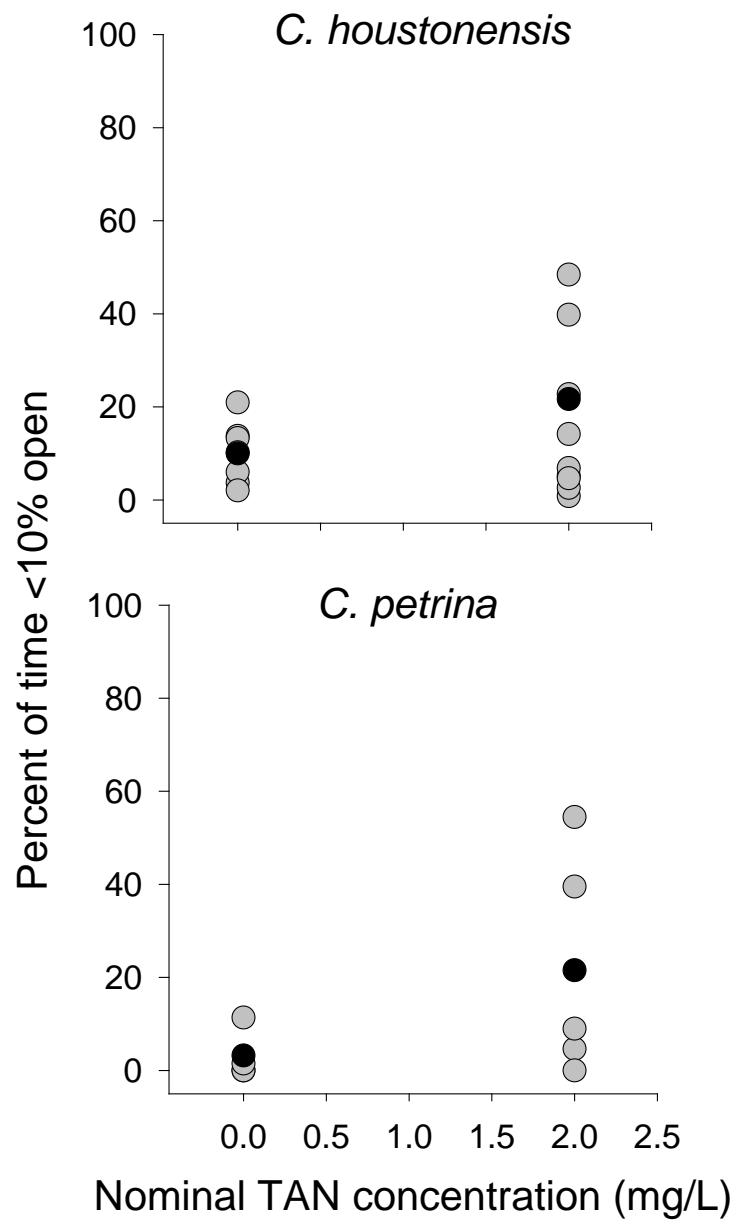 C. houstonensis
100
80
60
40
20
0
C. petrina
100
80
60
40
20
0
0.0 0.5 1.0 1.5 2.0 2.5
Nominal TAN concentration (mg/L)
Percent of time <10% open